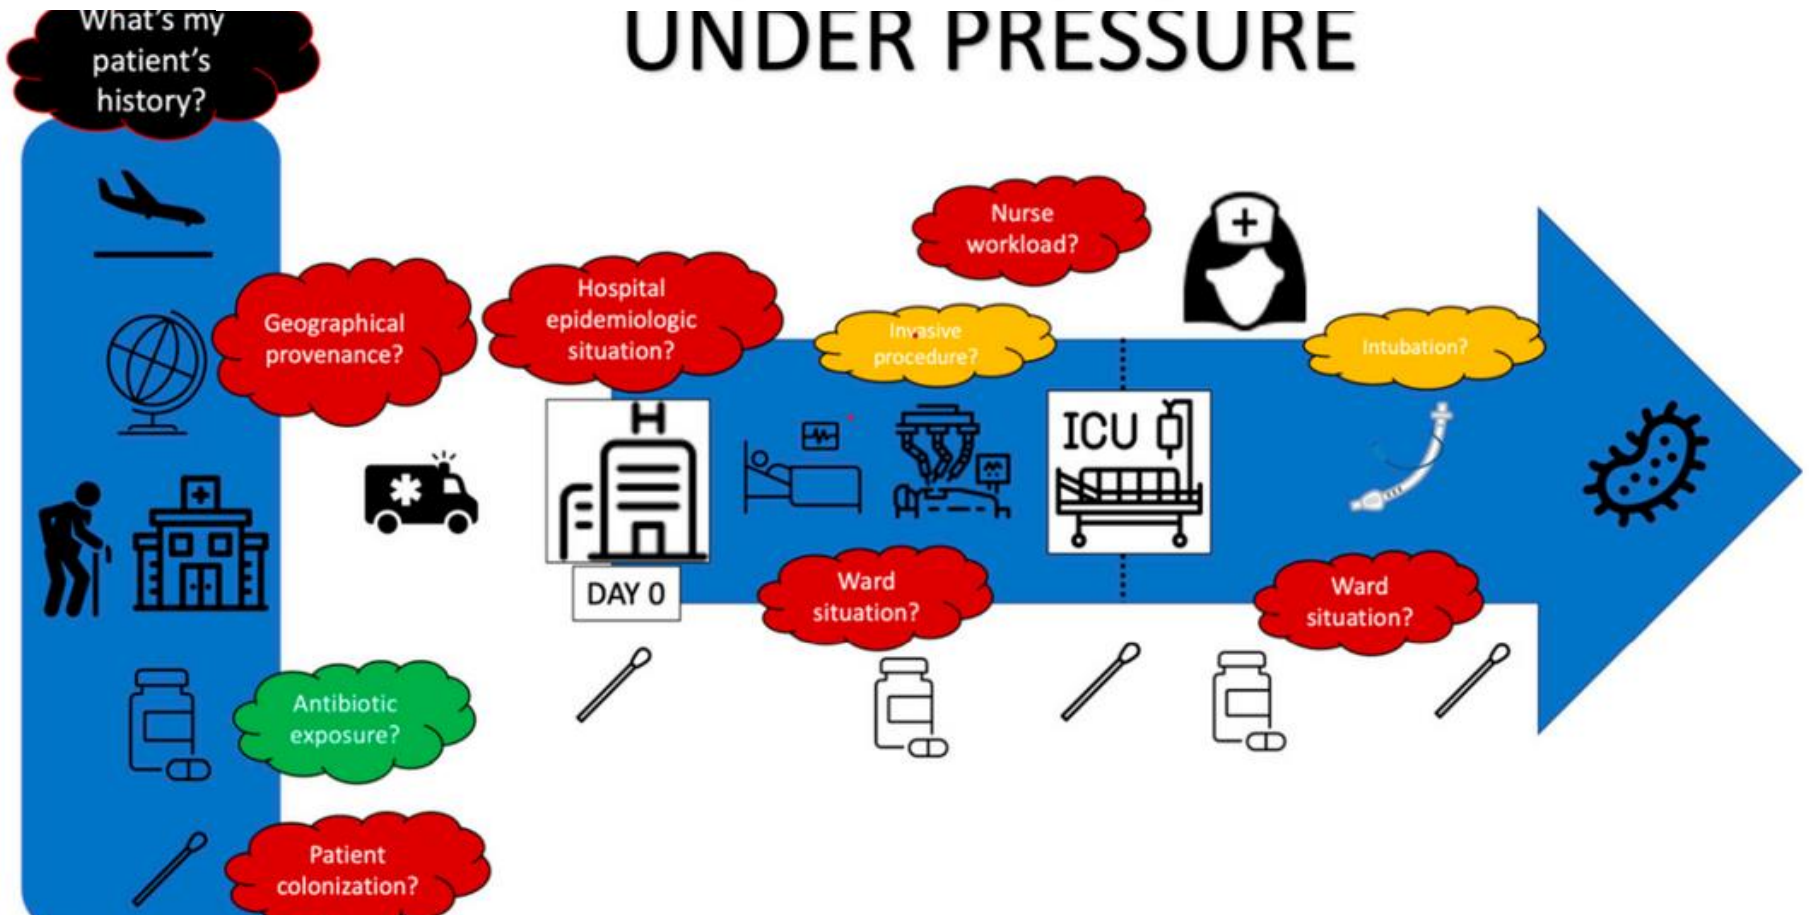 What's my
patient's
history?
UNDER PRESSURE
Nurse
workload?
Geographical
provenance?
Hospital
epidemiologic
situation?
Invasive
procedure?
Intubation?
H
ICU
DAY 0
Ward
situation?
Ward
situation?
Antibiotic
exposure?
Patient
colonization?